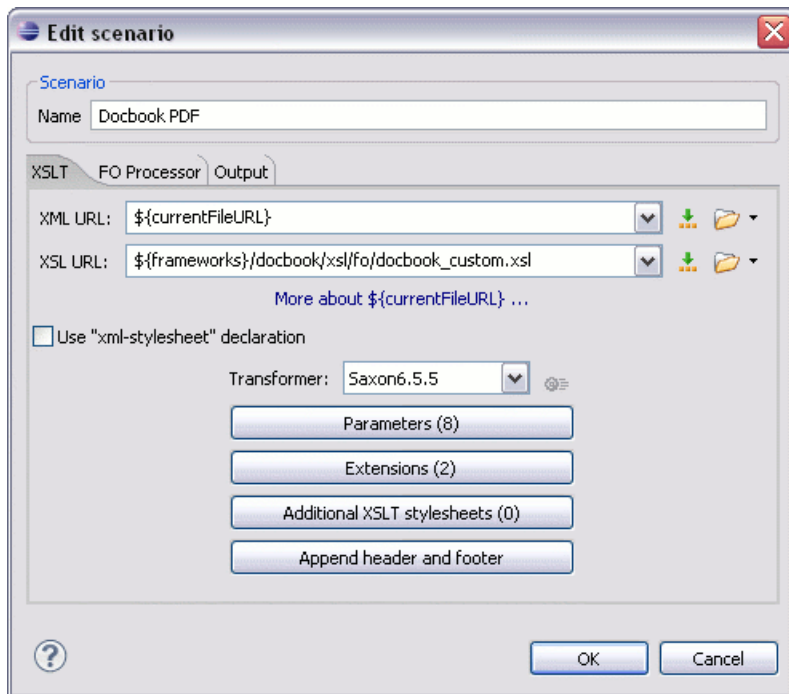 Edit scenario
Scenario
Name Docbook PDF
XSLT FO Processor Output
XML URL: ${currentFileURL}
XSL URL: ${frameworks}/docbook/xsl/fo/docbook_custom.xsl
More about ${currentFileURL} ...
Use "xml-stylesheet" declaration
Transformer: Saxon6.5.5
Parameters (8)
Extensions (2)
Additional XSLT stylesheets (0)
Append header and footer
? OK Cancel